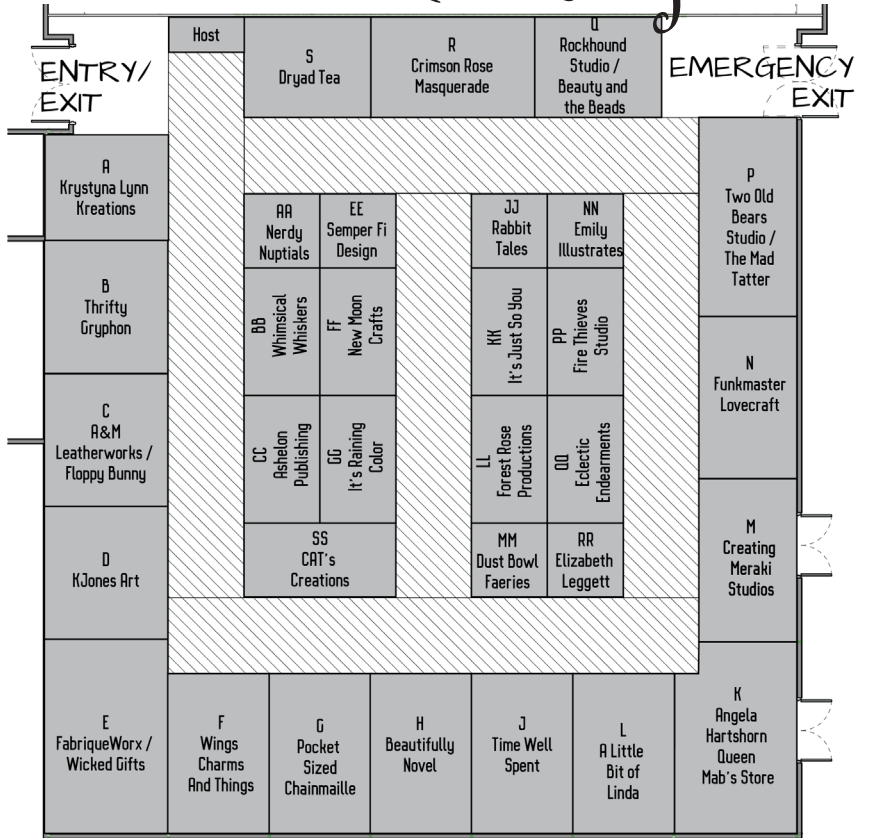 Host
S
Dryad Tea
R
Crimson Rose
Masquerade
Q
Rockhound
Studio /
Beauty and
the Beads
ENTRY/
EXIT
EMERGENCY
EXIT
A
Krystyna Lynn
Kreations
B
Thrifty
Gryphon
C
A&M
Leatherworks /
Floppy Bunny
D
KJones Art
E
FabriqueWorx /
Wicked Gifts
AA
Nerdy
Nuptials
EE
Semper Fi
Design
BB
Whimsical
Whiskers
FF
New Moon
Crafts
CC
Ashelon
Publishing
GG
It's Raining
Color
SS
CAT's
Creations
JJ
Rabbit
Tales
NN
Emily
Illustrates
KK
It's Just So You
PP
Fire Thieves
Studio
LL
Forest Rose
Productions
QQ
Eclectic
Endearments
MM
Dust Bowl
Faeries
RR
Elizabeth
Leggett
P
Two Old
Bears
Studio /
The Mad
Tatter
N
Funkmaster
Lovecraft
M
Creating
Meraki
Studios
K
Angela
Hartshorn
Queen
Mab's Store
F
Wings
Charms
And Things
G
Pocket
Sized
Chainmaille
H
Beautifully
Novel
J
Time Well
Spent
L
A Little
Bit of
Linda